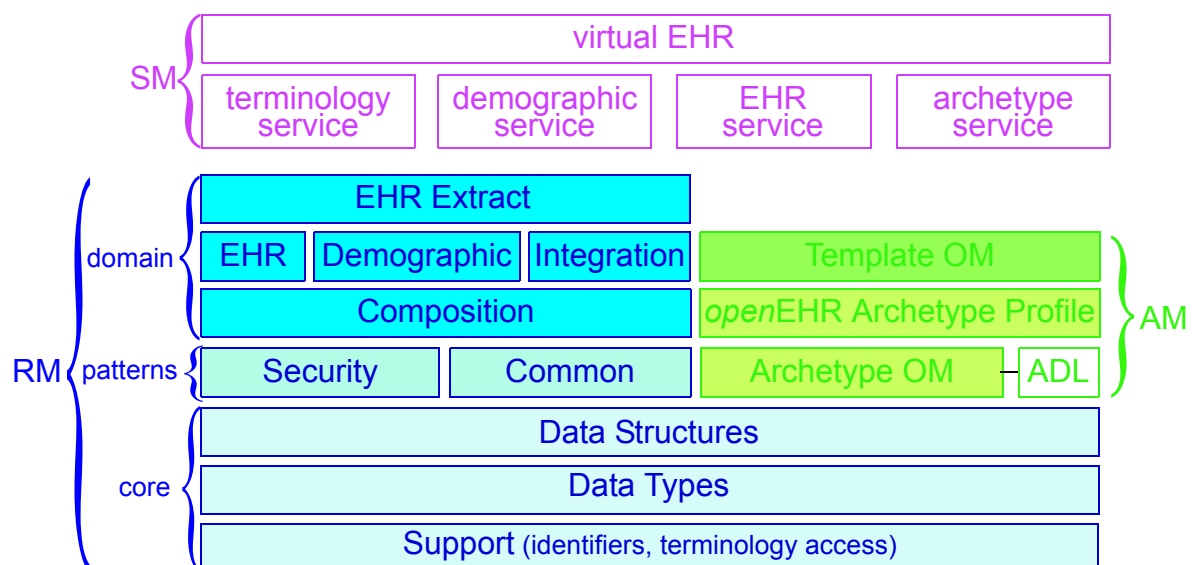 virtual EHR
SM
terminology
service
demographic
service
EHR
service
archetype
service
EHR Extract
domain
EHR
Demographic
Integration
Template OM
Composition
openEHR Archetype Profile
AM
RM
patterns
Security
Common
Archetype OM
ADL
Data Structures
core
Data Types
Support (identifiers, terminology access)